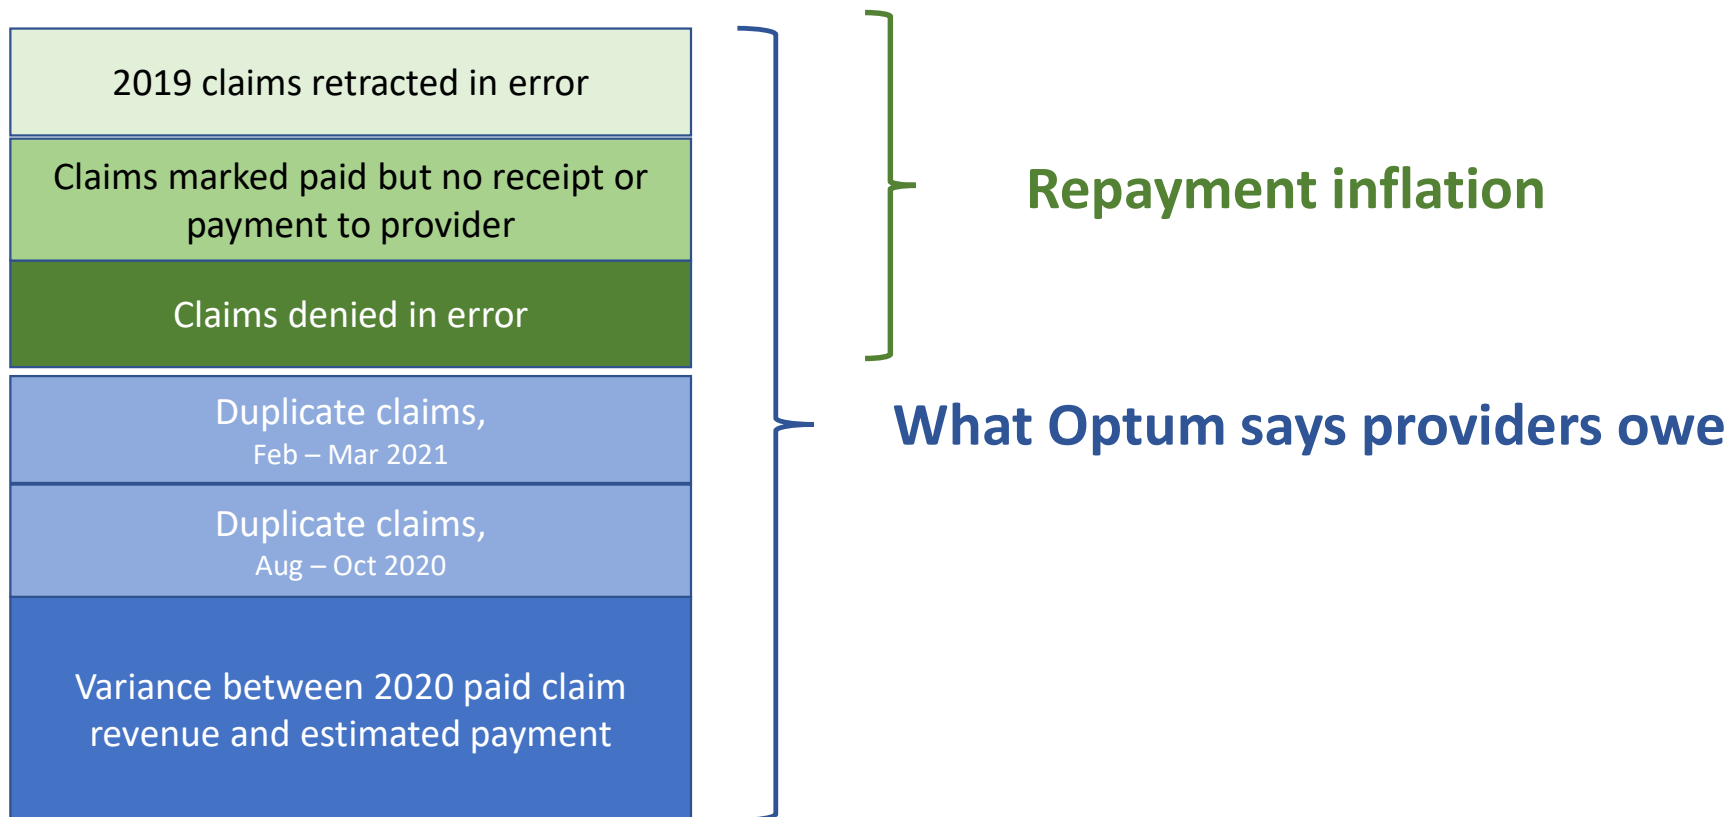 2019 claims retracted in error
Claims marked paid but no receipt or
payment to provider
Claims denied in error
Duplicate claims,
Feb – Mar 2021
Duplicate claims,
Aug – Oct 2020
Variance between 2020 paid claim
revenue and estimated payment
Repayment inflation
What Optum says providers owe